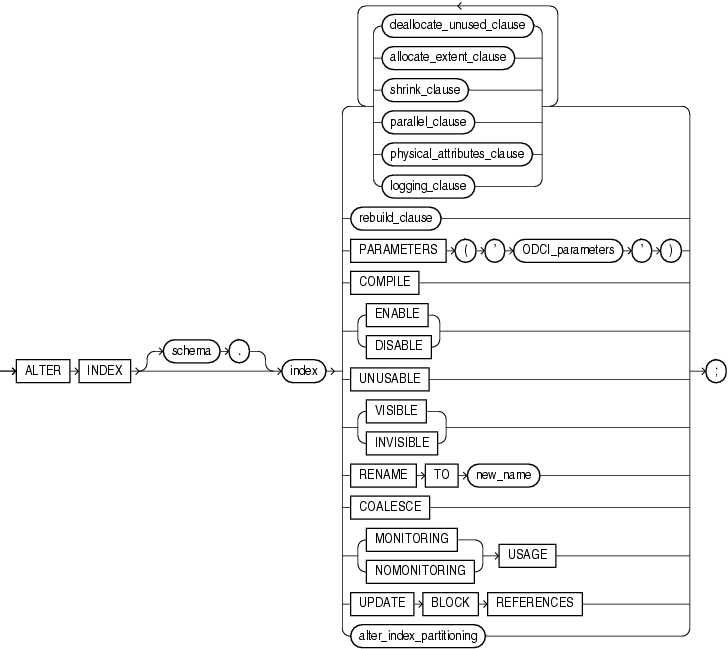 deallocate_unused_clause
allocate_extent_clause
shrink_clause
parallel_clause
physical_attributes_clause
logging_clause
rebuild_clause
PARAMETERS ( ' ODCI_parameters ' )
COMPILE
ENABLE
DISABLE
schema .
ALTER INDEX index ;
UNUSABLE
VISIBLE
INVISIBLE
RENAME TO new_name
COALESCE
MONITORING
USAGE
NOMONITORING
UPDATE BLOCK REFERENCES
alter_index_partitioning